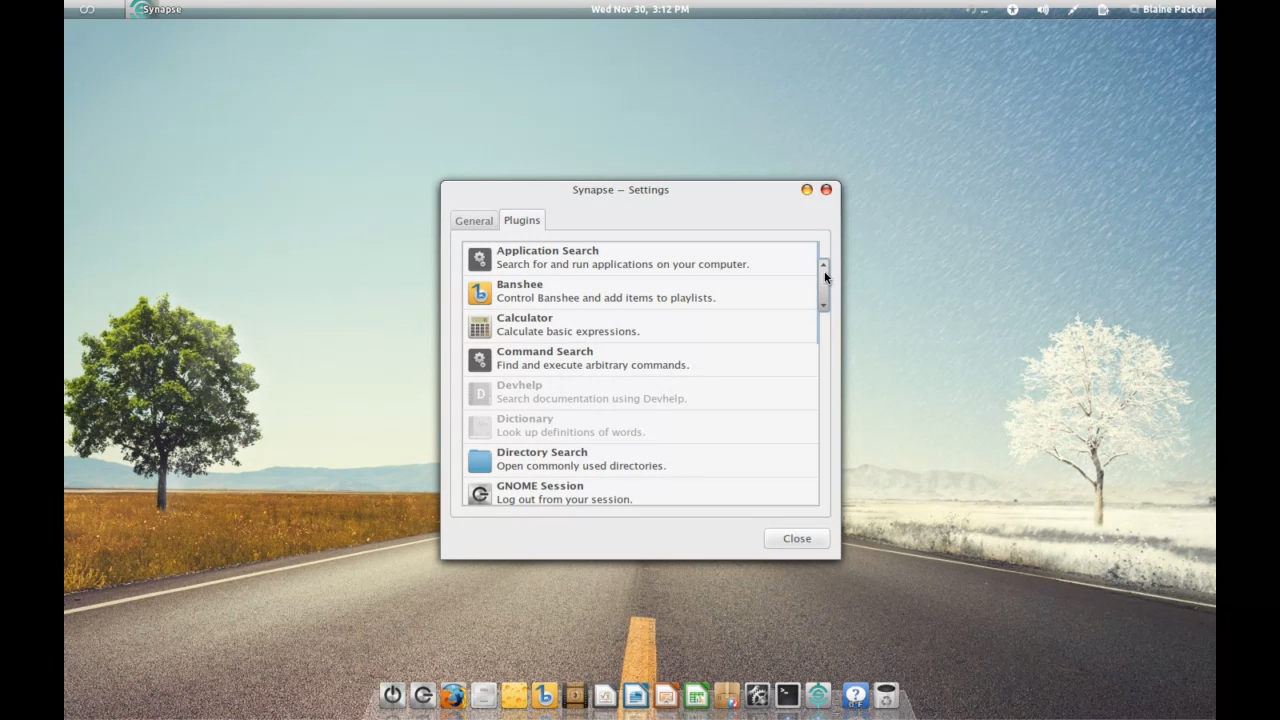 Synapse
Wed Nov 30, 3:12 PM
Blaine Packer
Synapse – Settings
General
Plugins
Application Search
Search for and run applications on your computer.
Banshee
Control Banshee and add items to playlists.
Calculator
Calculate basic expressions.
Command Search
Find and execute arbitrary commands.
Devhelp
Search documentation using Devhelp.
Dictionary
Look up definitions of words.
Directory Search
Open commonly used directories.
GNOME Session
Log out from your session.
Close